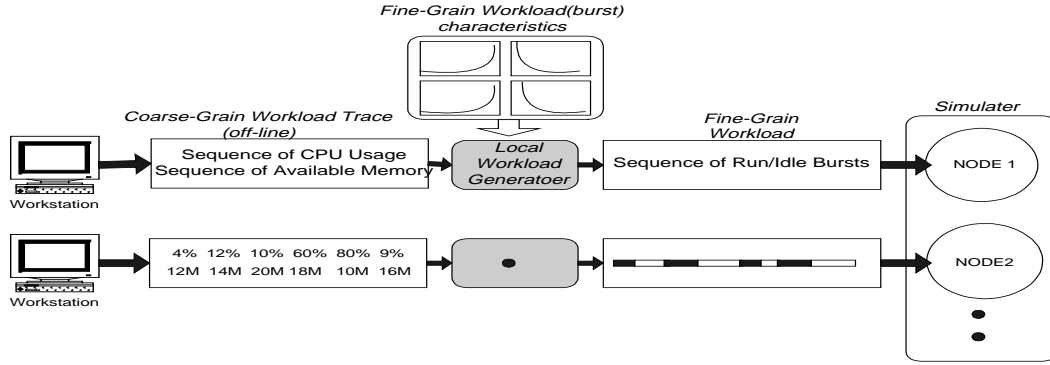 Fine-Grain Workload(burst)
characteristics
Coarse-Grain Workload Trace
(off-line)
Fine-Grain
Workload
Simulater
Sequence of CPU Usage
Sequence of Available Memory
Local
Workload
Generatoer
Sequence of Run/Idle Bursts
NODE 1
Workstation
4% 12% 10% 60% 80% 9%
12M 14M 20M 18M 10M 16M
NODE2
Workstation